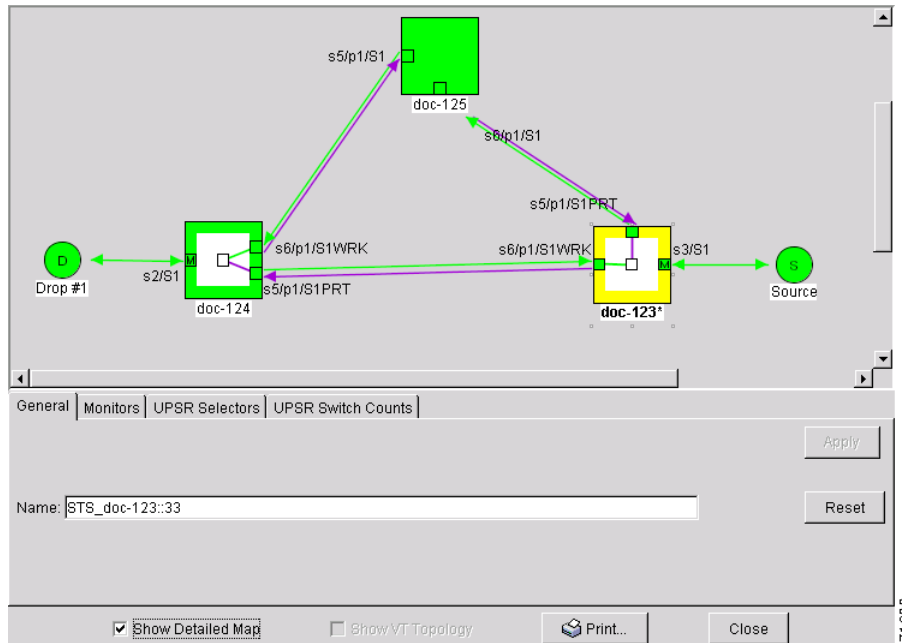 s5/p1/S1
doc-125
s6/p1/S1
s5/p1/S1PRT
s6/p1/S1WRK
s6/p1/S1WRK
s3/S1
D
M
M
S
Drop #1
s2/S1
s5/p1/S1PRT
Source
doc-124
doc-123*
General
Monitors
UPSR Selectors
UPSR Switch Counts
Apply
Name: STS_doc-123::33
Reset
Show Detailed Map
Show VT Topology
Print...
Close